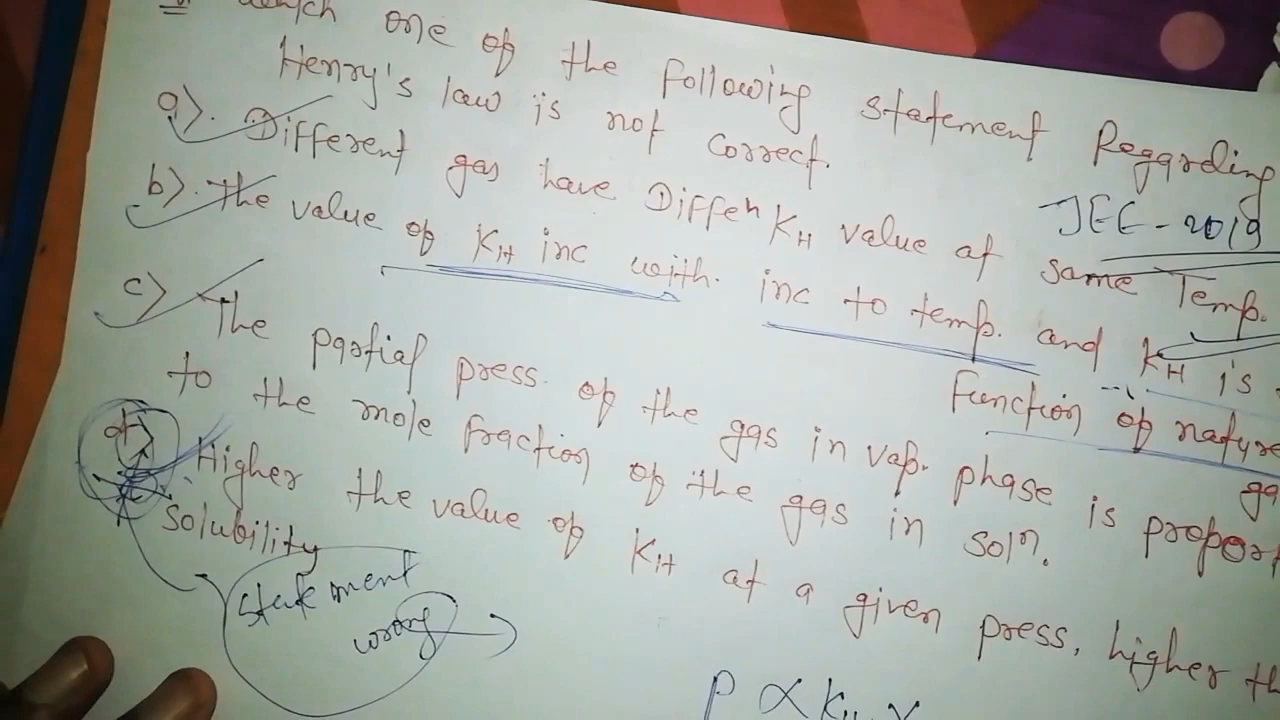 which one of the following statement Regarding
Henry's law is not correct.
JEE-2019
a). Different gas have Differ KH value at same Temp.
b). The value of KH inc with. inc to temp. and KH is
function of nature
ga
c) The partial press. of the gas in vap. phase is propor
to the mole fraction of the gas in soln.
d) Higher the value of KH at a given press, higher th
solubility
statement
wrong
P ∝ KH X